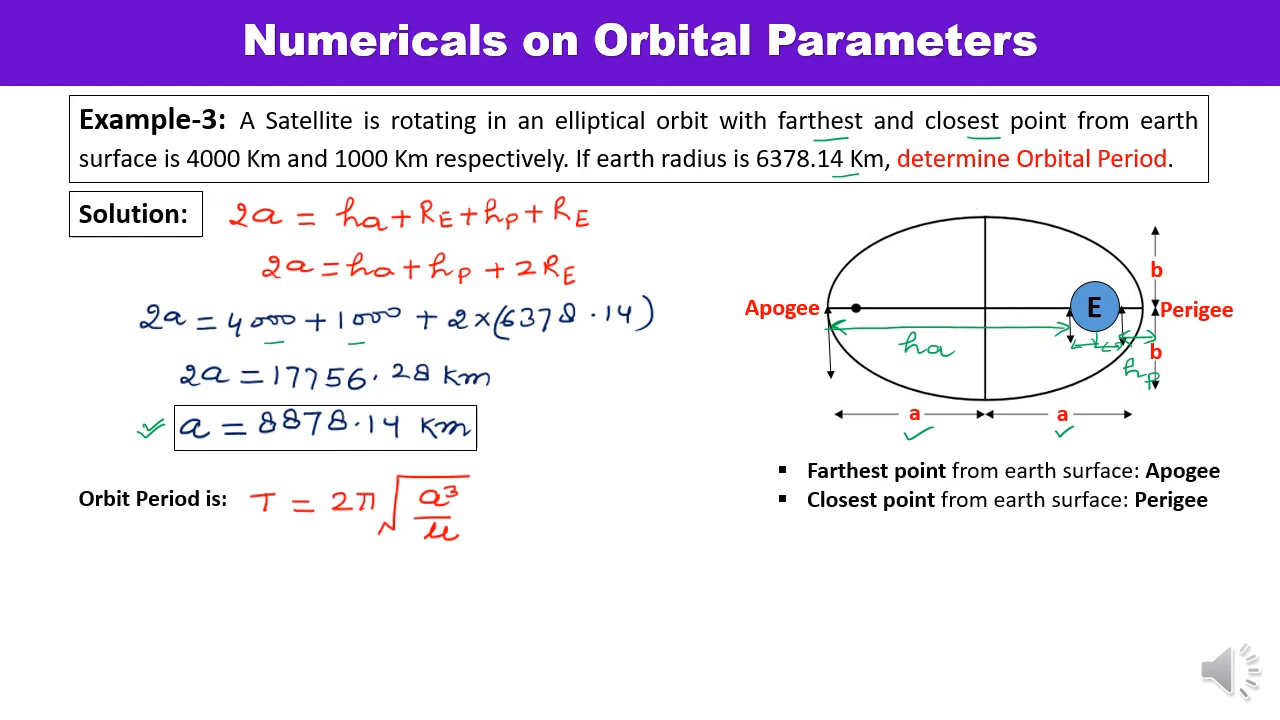 Numericals on Orbital Parameters
Example-3: A Satellite is rotating in an elliptical orbit with farthest and closest point from earth
surface is 4000 Km and 1000 Km respectively. If earth radius is 6378.14 Km, determine Orbital Period.
Solution:
2a = ha + RE + hP + RE
2a = ha + hP + 2RE
2a = 4000 + 1000 + 2×(6378.14)
2a = 17756.28 Km
a = 8878.14 Km
Orbit Period is: T = 2π√(a³/μ)
b
Apogee
E
Perigee
ha
b
hp
a
a
▪ Farthest point from earth surface: Apogee
▪ Closest point from earth surface: Perigee